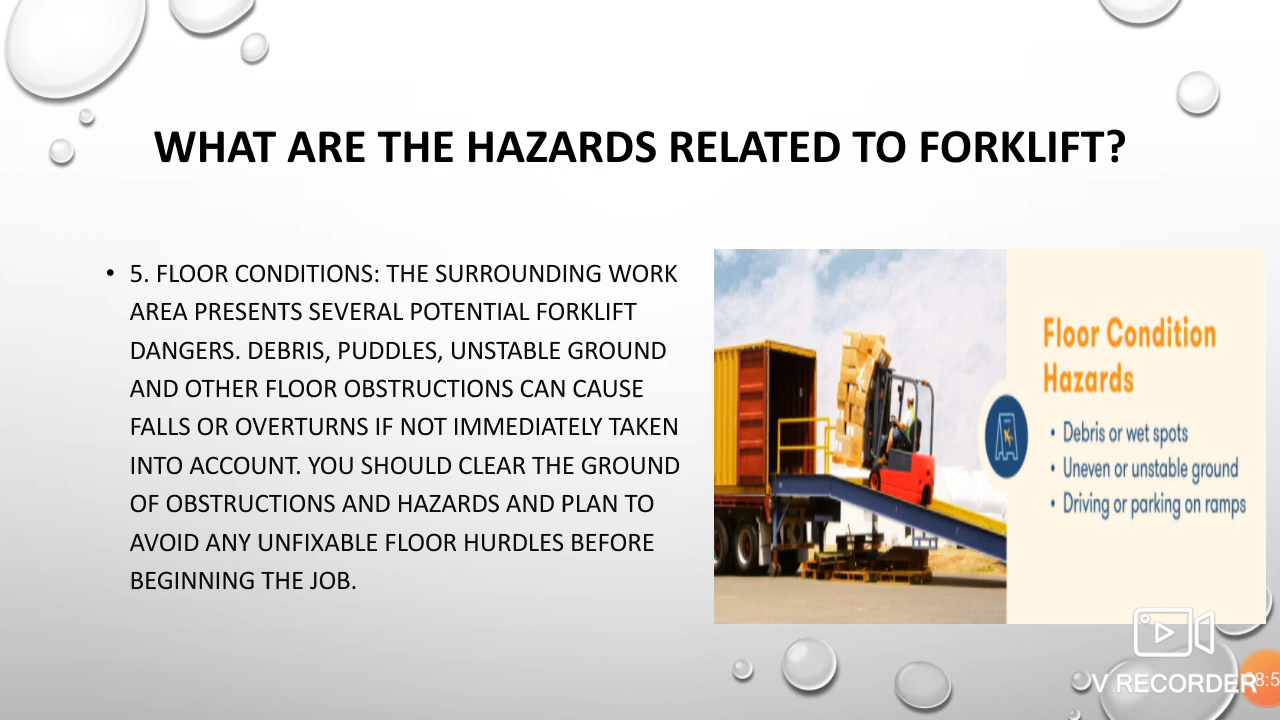 WHAT ARE THE HAZARDS RELATED TO FORKLIFT?
• 5. FLOOR CONDITIONS: THE SURROUNDING WORK
AREA PRESENTS SEVERAL POTENTIAL FORKLIFT
DANGERS. DEBRIS, PUDDLES, UNSTABLE GROUND
AND OTHER FLOOR OBSTRUCTIONS CAN CAUSE
FALLS OR OVERTURNS IF NOT IMMEDIATELY TAKEN
INTO ACCOUNT. YOU SHOULD CLEAR THE GROUND
OF OBSTRUCTIONS AND HAZARDS AND PLAN TO
AVOID ANY UNFIXABLE FLOOR HURDLES BEFORE
BEGINNING THE JOB.
Floor Condition
Hazards
• Debris or wet spots
• Uneven or unstable ground
• Driving or parking on ramps
V RECORDER